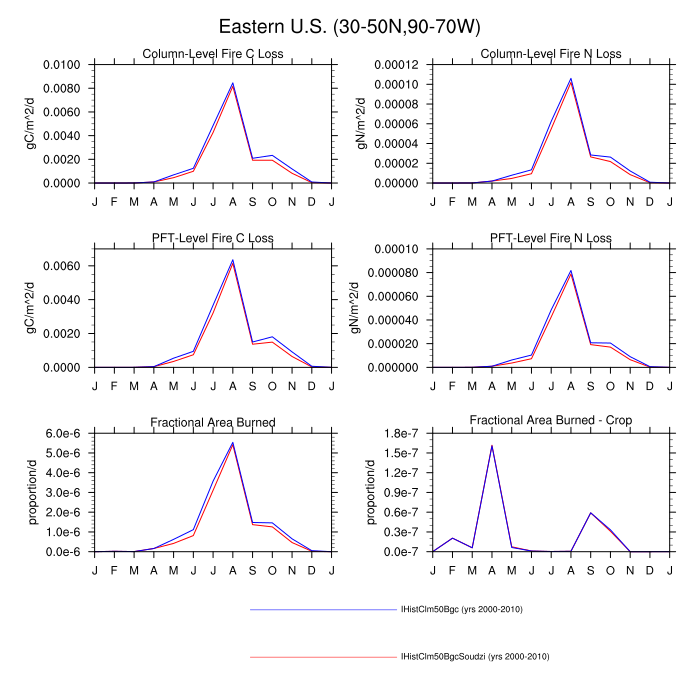 Eastern U.S. (30-50N,90-70W)
Column-Level Fire C Loss
gC/m^2/d
0.0100
0.0080
0.0060
0.0040
0.0020
0.0000
J F M A M J J A S O N D J
Column-Level Fire N Loss
gN/m^2/d
0.00012
0.00010
0.00008
0.00006
0.00004
0.00002
0.00000
J F M A M J J A S O N D J
PFT-Level Fire C Loss
gC/m^2/d
0.0060
0.0040
0.0020
0.0000
J F M A M J J A S O N D J
PFT-Level Fire N Loss
gN/m^2/d
0.00010
0.000080
0.000060
0.000040
0.000020
0.000000
J F M A M J J A S O N D J
Fractional Area Burned
proportion/d
6.0e-6
5.0e-6
4.0e-6
3.0e-6
2.0e-6
1.0e-6
0.0e-6
J F M A M J J A S O N D J
Fractional Area Burned - Crop
proportion/d
1.8e-7
1.5e-7
1.2e-7
0.9e-7
0.6e-7
0.3e-7
0.0e-7
J F M A M J J A S O N D J
IHistClm50Bgc (yrs 2000-2010)
IHistClm50BgcSoudzi (yrs 2000-2010)